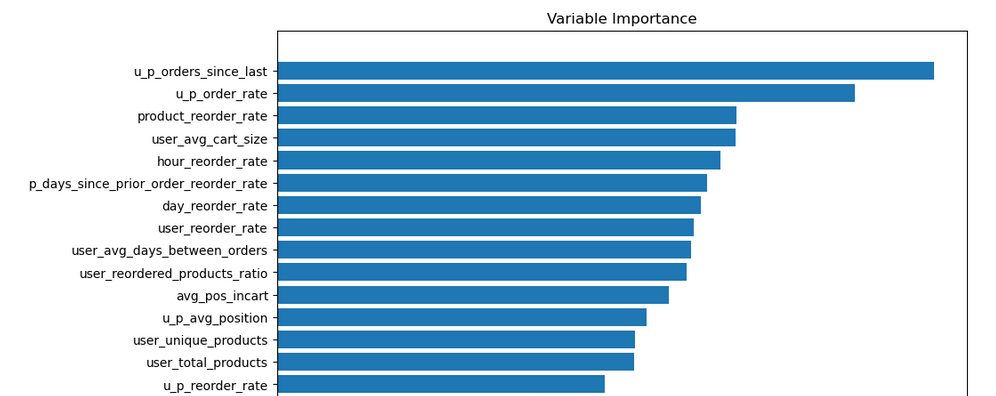 Variable Importance
u_p_orders_since_last
u_p_order_rate
product_reorder_rate
user_avg_cart_size
hour_reorder_rate
p_days_since_prior_order_reorder_rate
day_reorder_rate
user_reorder_rate
user_avg_days_between_orders
user_reordered_products_ratio
avg_pos_incart
u_p_avg_position
user_unique_products
user_total_products
u_p_reorder_rate